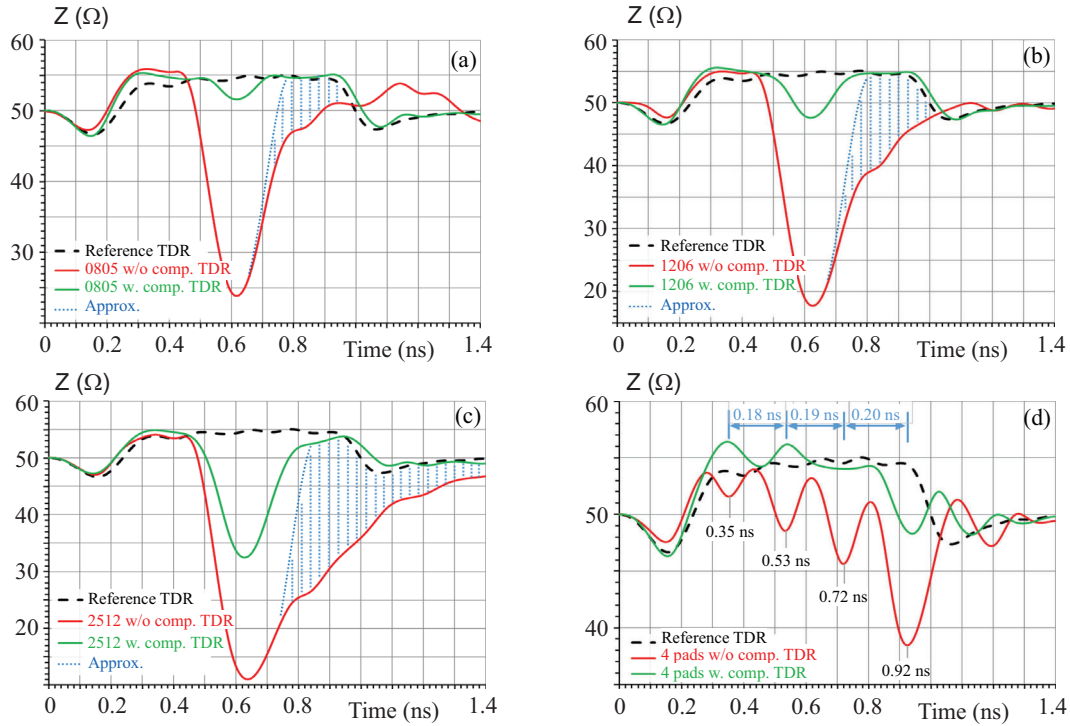 Z (Ω)
60
50
40
30
(a)
Reference TDR
0805 w/o comp. TDR
0805 w. comp. TDR
Approx.
Time (ns)
0
0.2
0.4
0.6
0.8
1.4
Z (Ω)
60
50
40
30
20
(b)
Reference TDR
1206 w/o comp. TDR
1206 w. comp. TDR
Approx.
Time (ns)
0
0.2
0.4
0.6
0.8
1.4
Z (Ω)
60
50
40
30
20
10
(c)
Reference TDR
2512 w/o comp. TDR
2512 w. comp. TDR
Approx.
Time (ns)
0
0.2
0.4
0.6
0.8
1.4
Z (Ω)
60
50
40
(d)
0.18 ns
0.19 ns
0.20 ns
0.35 ns
0.53 ns
0.72 ns
0.92 ns
Reference TDR
4 pads w/o comp. TDR
4 pads w. comp. TDR
Time (ns)
0
0.2
0.4
0.6
0.8
1.4